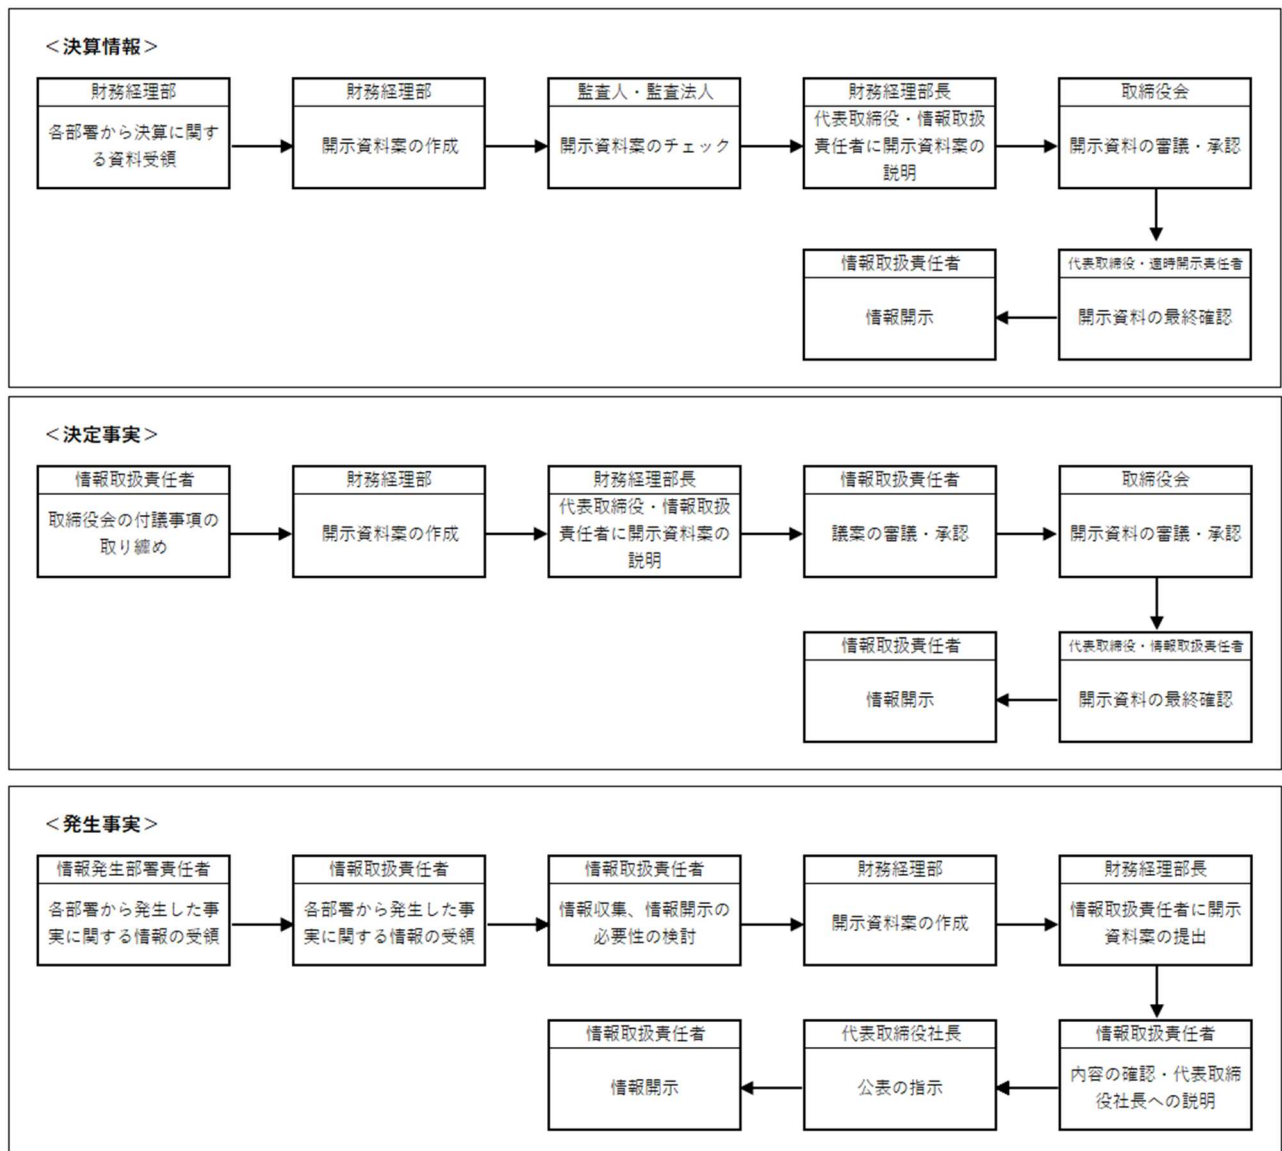 ＜決算情報＞
財務経理部
各部署から決算に関す
る資料受領
財務経理部
開示資料案の作成
監査人・監査法人
開示資料案のチェック
財務経理部長
代表取締役・情報取扱
責任者に開示資料案の
説明
取締役会
開示資料の審議・承認
代表取締役・適時開示責任者
開示資料の最終確認
情報取扱責任者
情報開示
＜決定事実＞
情報取扱責任者
取締役会の付議事項の
取り纏め
財務経理部
開示資料案の作成
財務経理部長
代表取締役・情報取扱
責任者に開示資料案の
説明
情報取扱責任者
議案の審議・承認
取締役会
開示資料の審議・承認
代表取締役・情報取扱責任者
開示資料の最終確認
情報取扱責任者
情報開示
＜発生事実＞
情報発生部署責任者
各部署から発生した事
実に関する情報の受領
情報取扱責任者
各部署から発生した事
実に関する情報の受領
情報取扱責任者
情報収集、情報開示の
必要性の検討
財務経理部
開示資料案の作成
財務経理部長
情報取扱責任者に開示
資料案の提出
情報取扱責任者
内容の確認・代表取締
役社長への説明
代表取締役社長
公表の指示
情報取扱責任者
情報開示